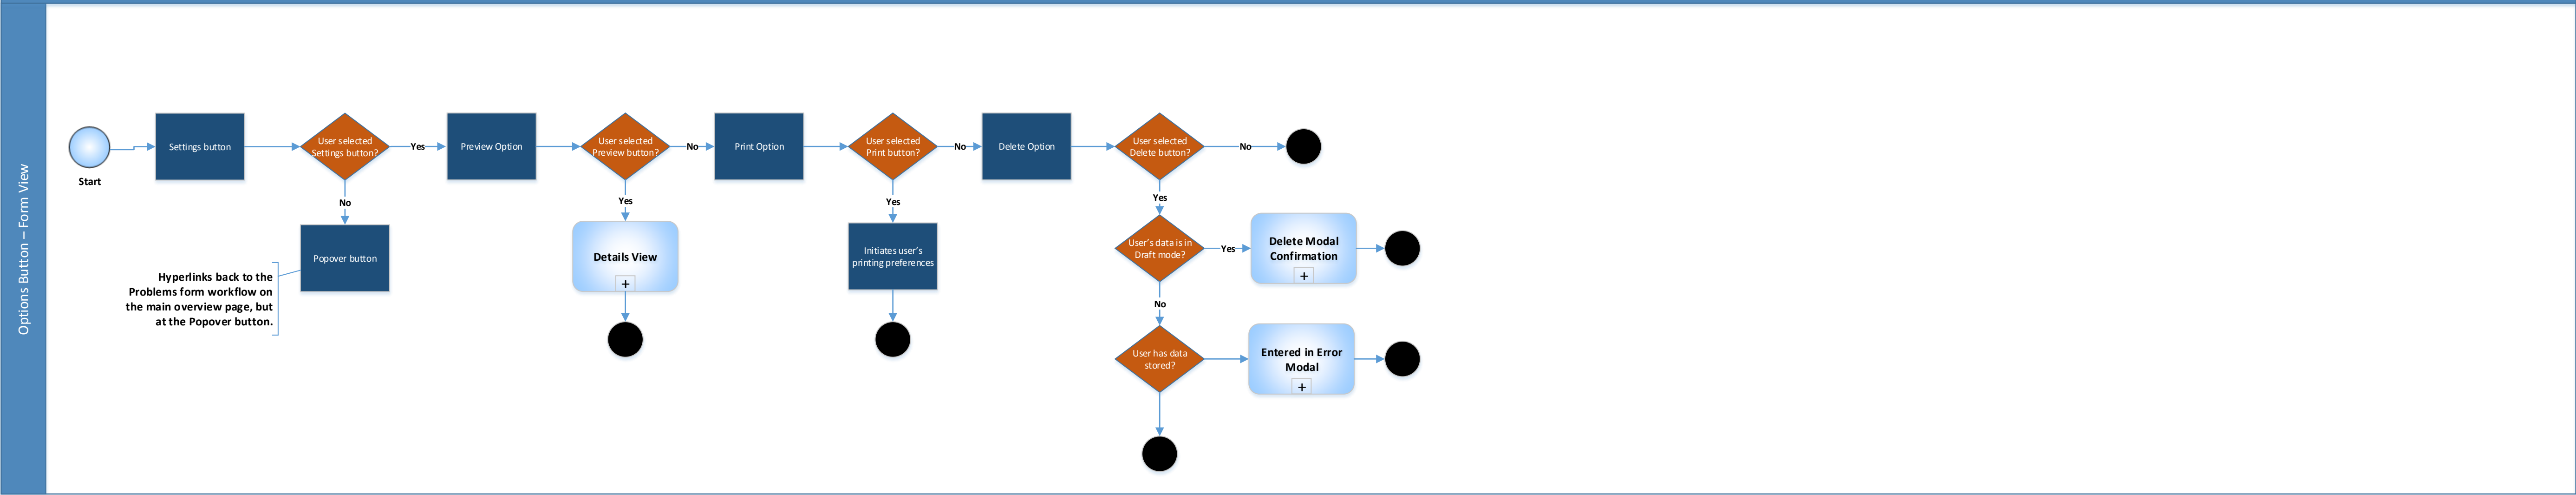 Options Button – Form View
Start
Settings button
User selected
Settings button?
Yes
No
Popover button
Hyperlinks back to the
Problems form workflow on
the main overview page, but
at the Popover button.
Preview Option
User selected
Preview button?
No
Yes
Details View
+
Print Option
User selected
Print button?
No
Yes
Initiates user's
printing preferences
Delete Option
User selected
Delete button?
No
Yes
User's data is in
Draft mode?
Yes
Delete Modal
Confirmation
+
No
User has data
stored?
Entered in Error
Modal
+